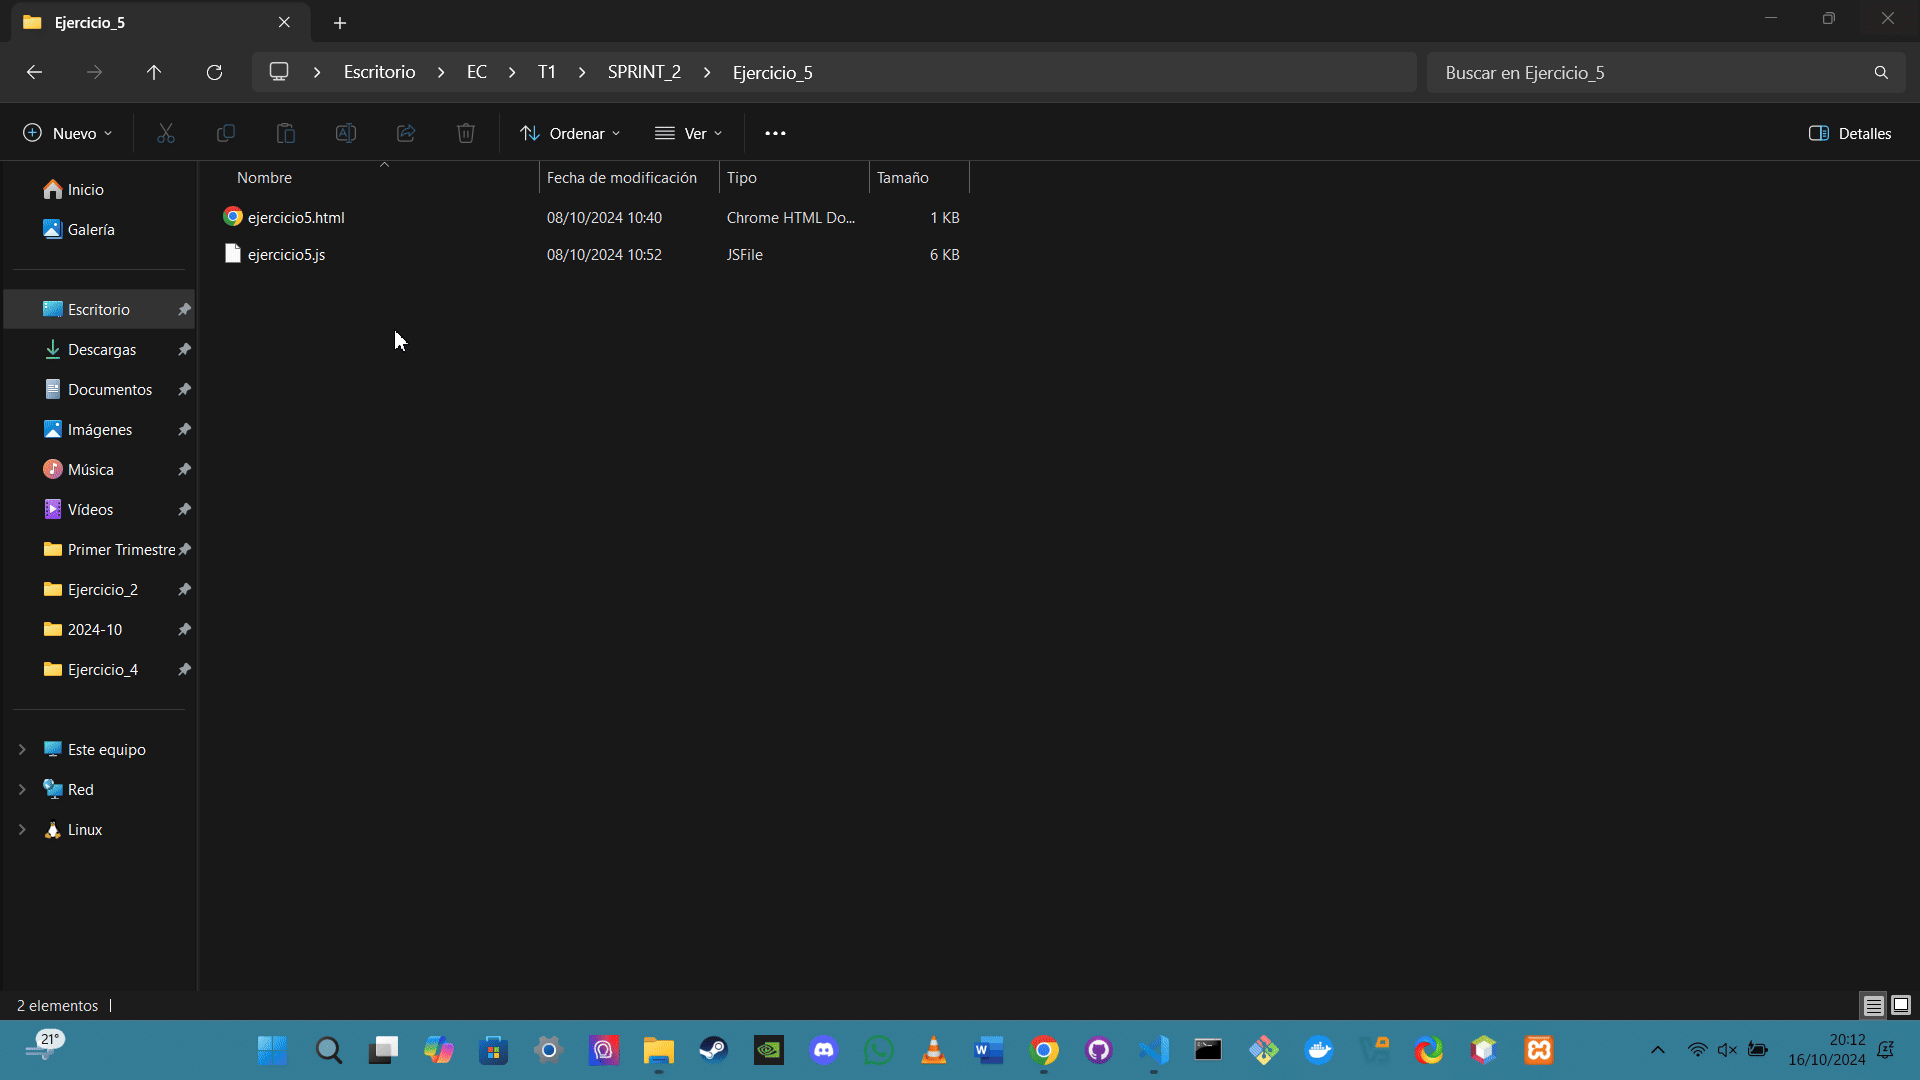 Ejercicio_5
Escritorio EC T1 SPRINT_2 Ejercicio_5
Buscar en Ejercicio_5
Nuevo Ordenar Ver Detalles
Nombre Fecha de modificación Tipo Tamaño
ejercicio5.html 08/10/2024 10:40 Chrome HTML Do... 1 KB
ejercicio5.js 08/10/2024 10:52 JSFile 6 KB
Inicio
Galería
Escritorio
Descargas
Documentos
Imágenes
Música
Vídeos
Primer Trimestre
Ejercicio_2
2024-10
Ejercicio_4
Este equipo
Red
Linux
2 elementos
21°
20:12
16/10/2024